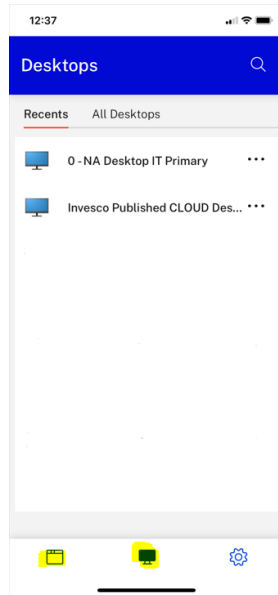 12:37
Desktops
Recents All Desktops
0 - NA Desktop IT Primary
Invesco Published CLOUD Des...